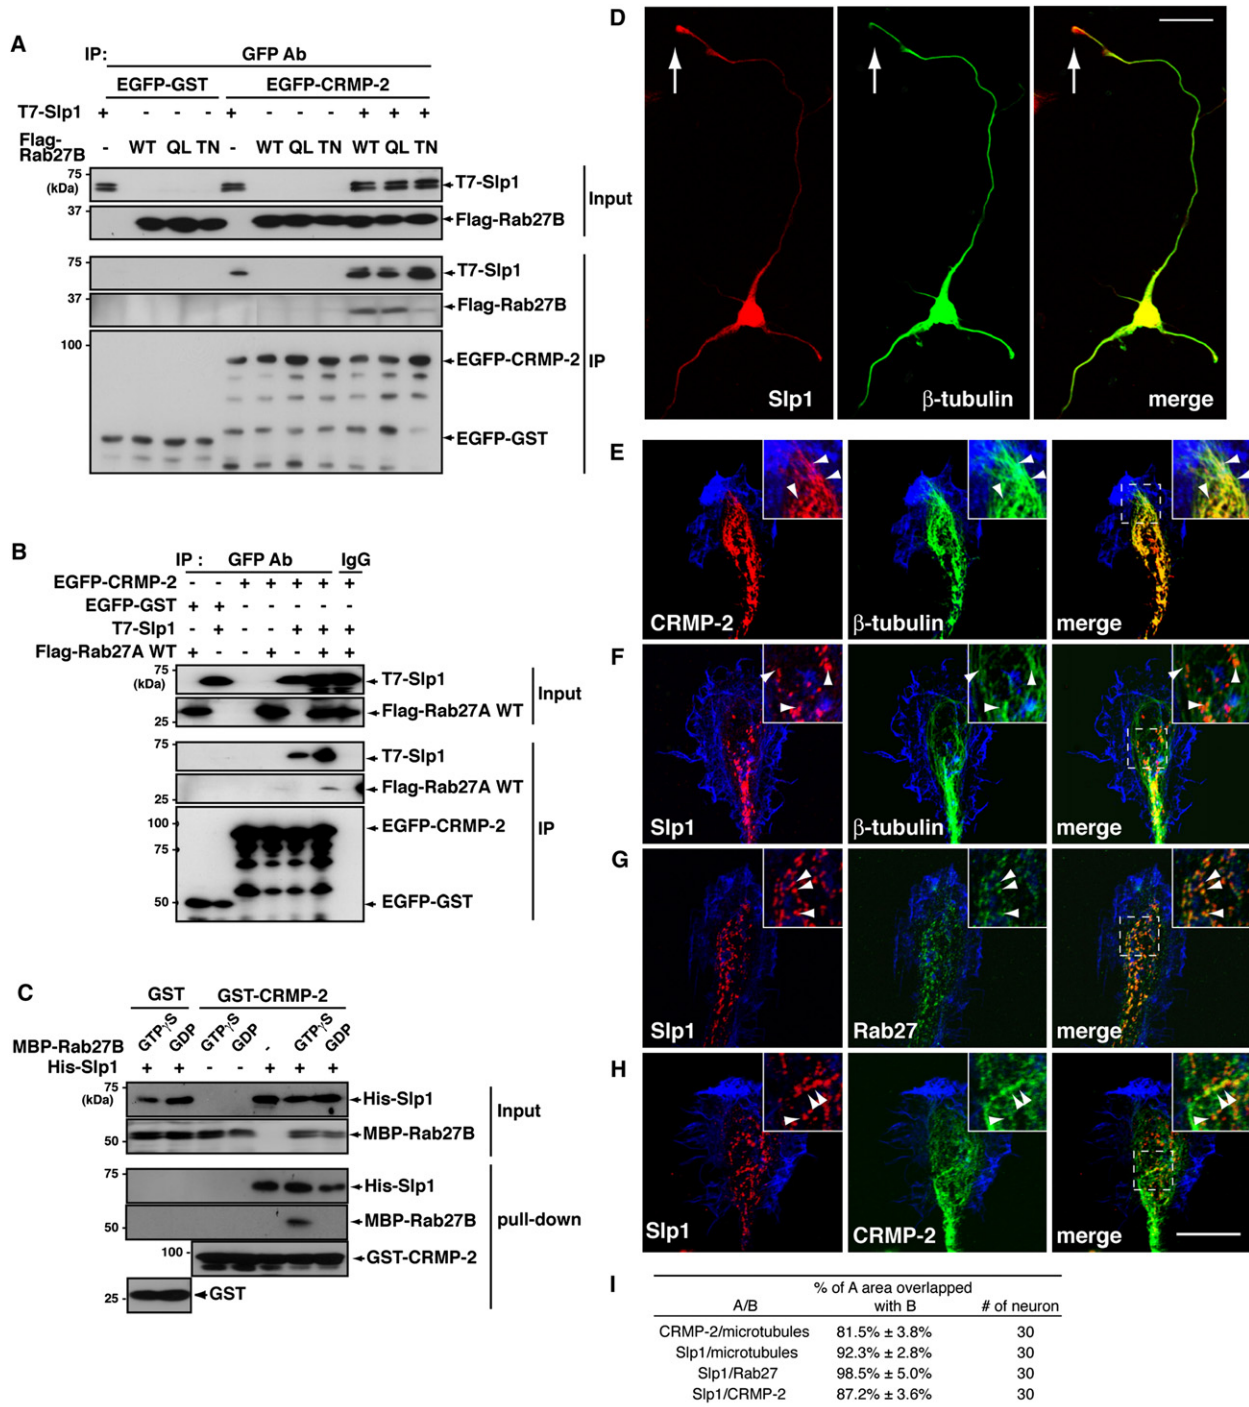 A
IP: GFP Ab
EGFP-GST EGFP-CRMP-2
T7-Slp1 + - - - + - - - + + +
Flag-Rab27B - WT QL TN - WT QL TN WT QL TN
75
(kDa)
T7-Slp1
37
Flag-Rab27B
Input
75
T7-Slp1
37
Flag-Rab27B
100
EGFP-CRMP-2
IP
EGFP-GST
B
IP : GFP Ab IgG
EGFP-CRMP-2 - - + + + + +
EGFP-GST + + - - - - -
T7-Slp1 - + - - + + +
Flag-Rab27A WT + - - + - + +
75
(kDa)
T7-Slp1
Flag-Rab27A WT
25
Input
75
T7-Slp1
Flag-Rab27A WT
25
100
EGFP-CRMP-2
75
IP
50
EGFP-GST
C
GST GST-CRMP-2
MBP-Rab27B GTPγS GDP GTPγS GDP - GTPγS GDP
His-Slp1 + + - - + + +
75
(kDa)
His-Slp1
MBP-Rab27B
50
Input
75
His-Slp1
MBP-Rab27B
50
pull-down
100
GST-CRMP-2
25
GST
D
Slp1
β-tubulin
merge
E
CRMP-2
β-tubulin
merge
F
Slp1
β-tubulin
merge
G
Slp1
Rab27
merge
H
Slp1
CRMP-2
merge
I
A/B % of A area overlapped with B # of neuron
CRMP-2/microtubules 81.5% ± 3.8% 30
Slp1/microtubules 92.3% ± 2.8% 30
Slp1/Rab27 98.5% ± 5.0% 30
Slp1/CRMP-2 87.2% ± 3.6% 30